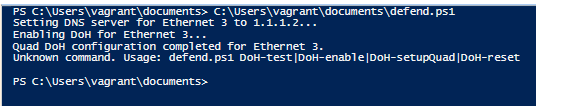 PS C:\Users\vagrant\documents> C:\Users\vagrant\documents\defend.ps1
Setting DNS server for Ethernet 3 to 1.1.1.2...
Enabling DoH for Ethernet 3...
Quad DoH configuration completed for Ethernet 3.
Unknown command. Usage: defend.ps1 DoH-test|DoH-enable|DoH-setupQuad|DoH-reset
PS C:\Users\vagrant\documents>